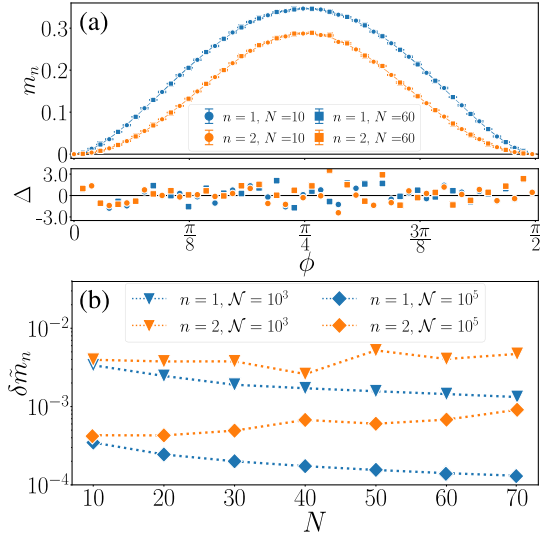 (a)
0.3
0.2
0.1
0
m_n
n = 1, N =10
n = 1, N =60
n = 2, N =10
n = 2, N =60
3.0
0
-3.0
Δ
0
π/8
π/4
3π/8
π/2
ϕ
(b)
n = 1, 𝒩 = 10^3
n = 1, 𝒩 = 10^5
n = 2, 𝒩 = 10^3
n = 2, 𝒩 = 10^5
10^−2
10^−3
10^−4
δm̃_n
10 20 30 40 50 60 70
N